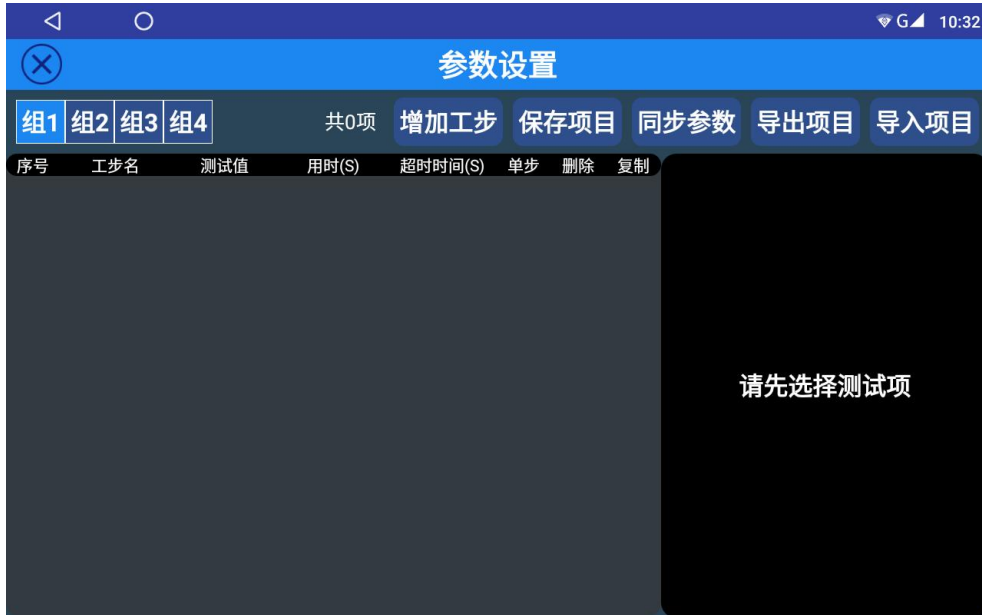 G 10:32
参数设置
组1 组2 组3 组4 共0项 增加工步 保存项目 同步参数 导出项目 导入项目
序号 工步名 测试值 用时(S) 超时时间(S) 单步 删除 复制
请先选择测试项